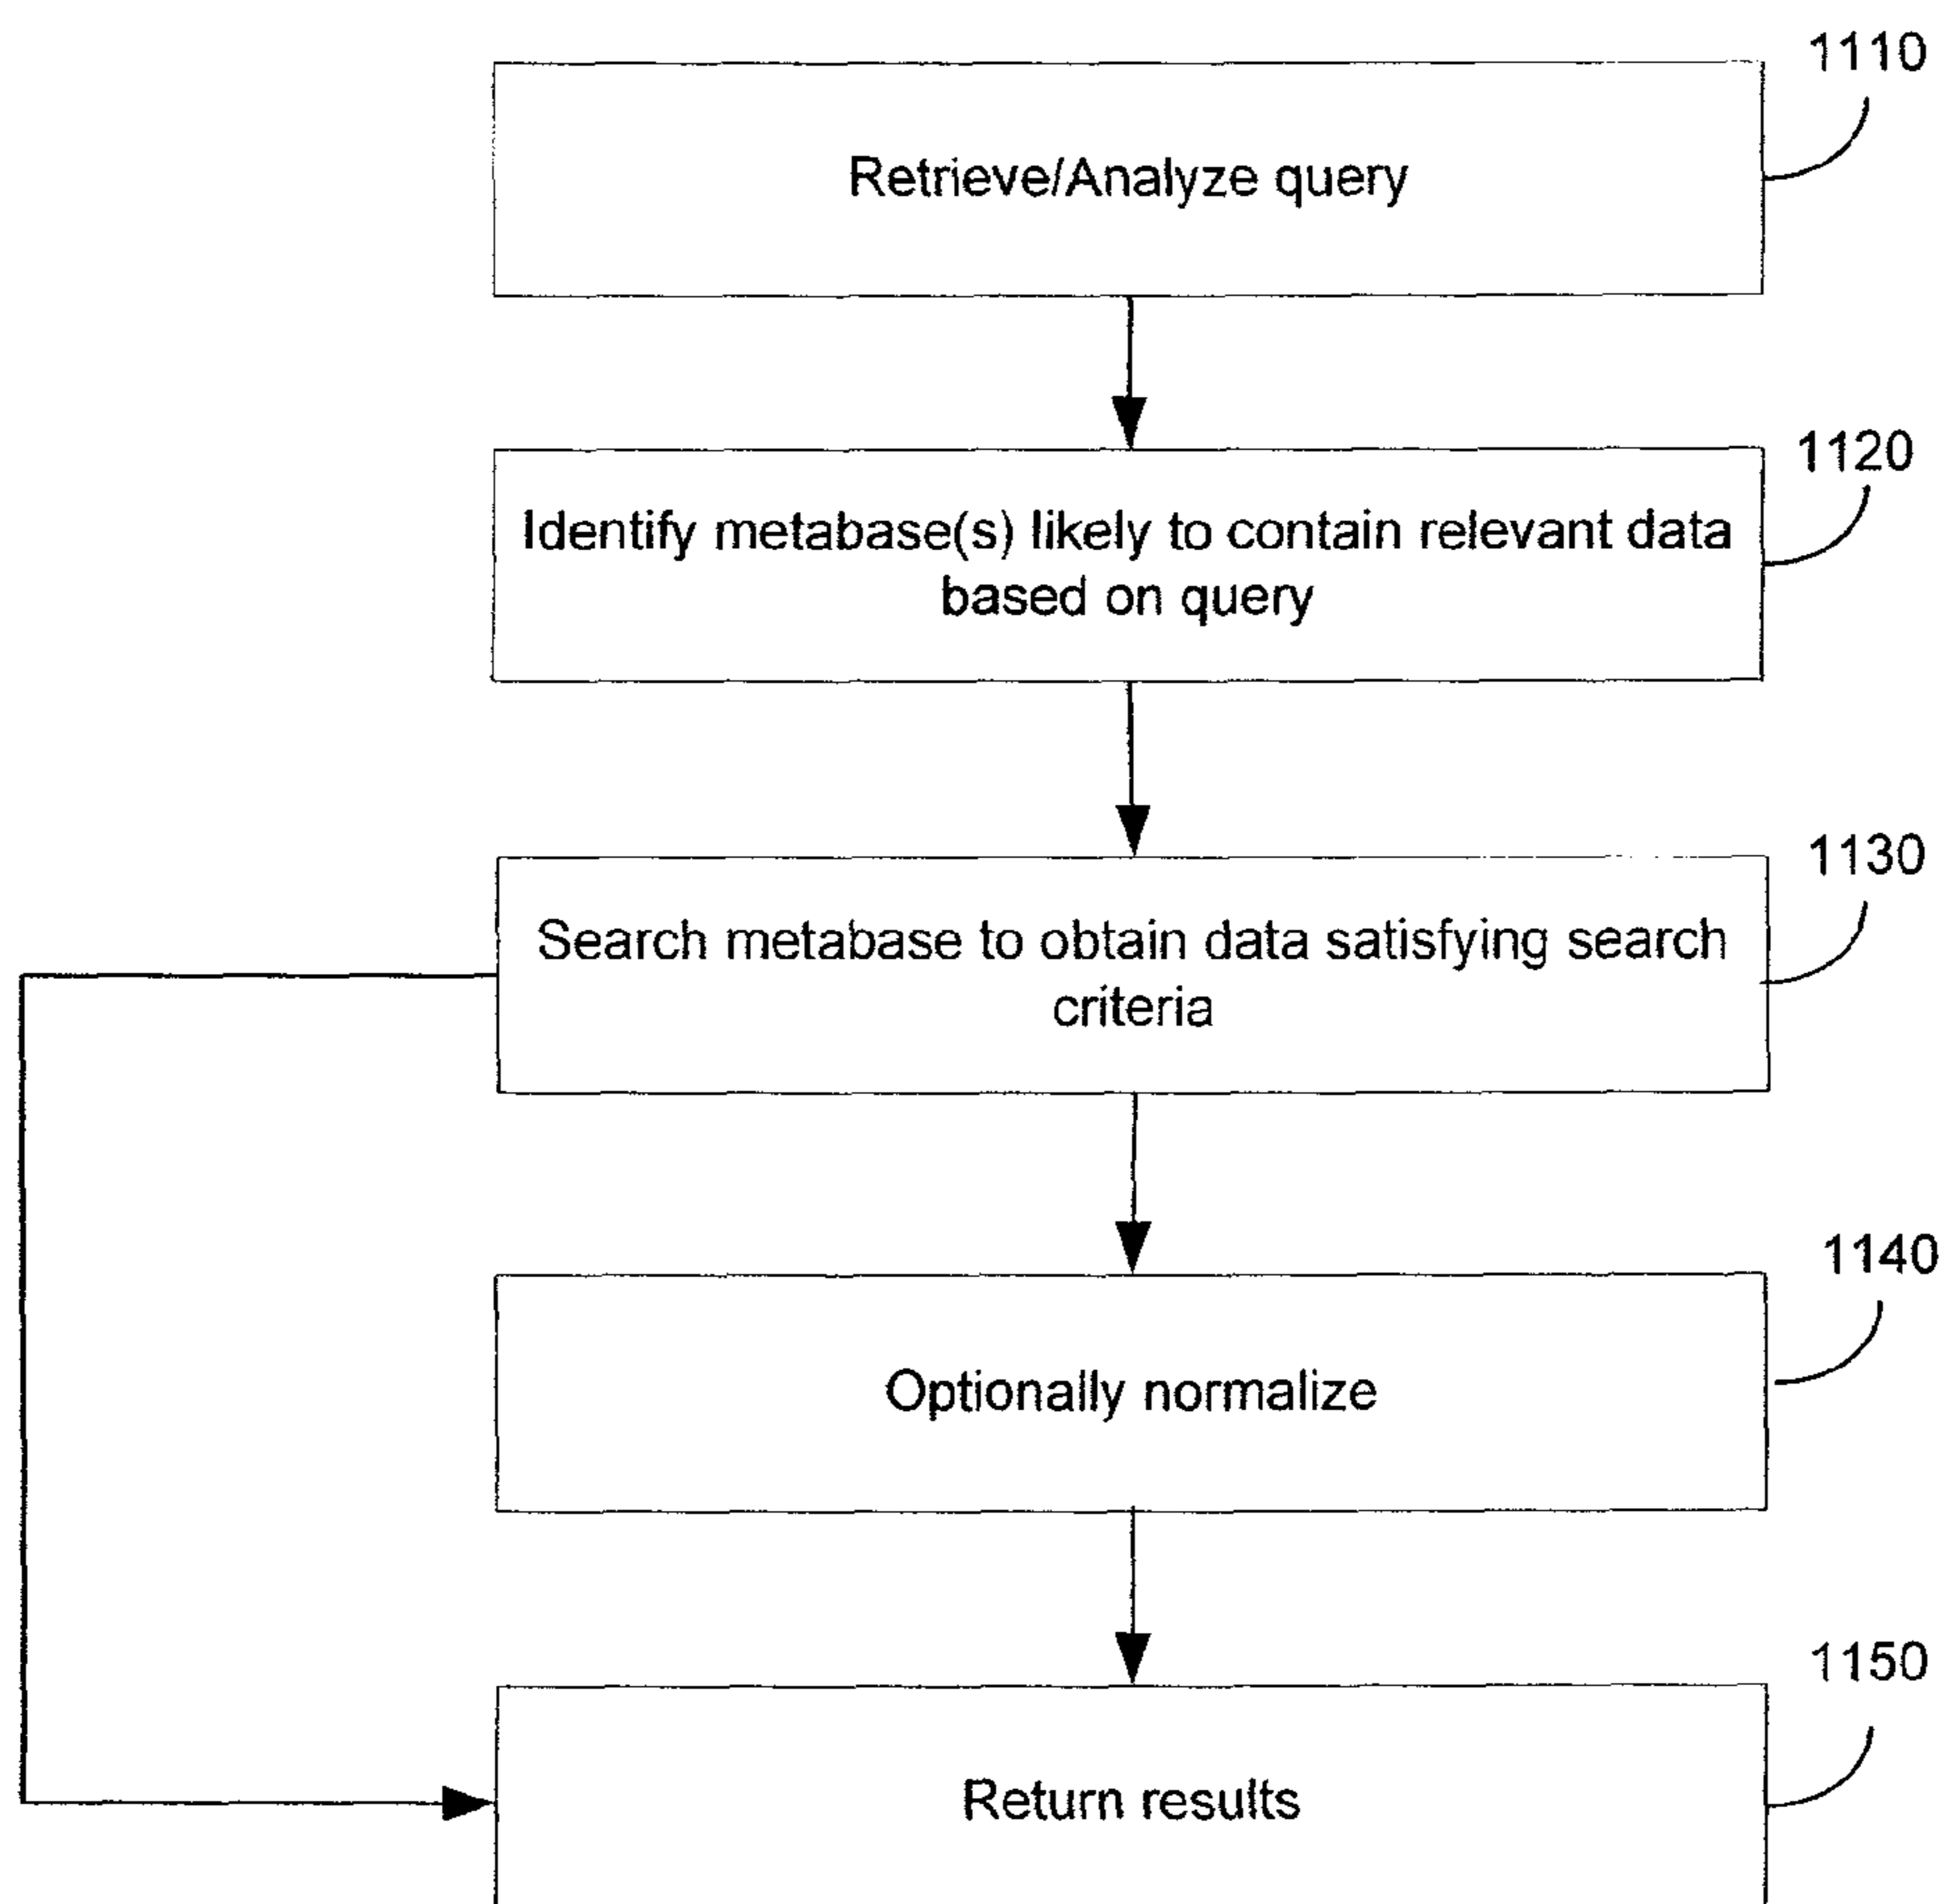 1110
Retrieve/Analyze query
1120
Identify metabase(s) likely to contain relevant data
based on query
1130
Search metabase to obtain data satisfying search
criteria
1140
Optionally normalize
1150
Return results